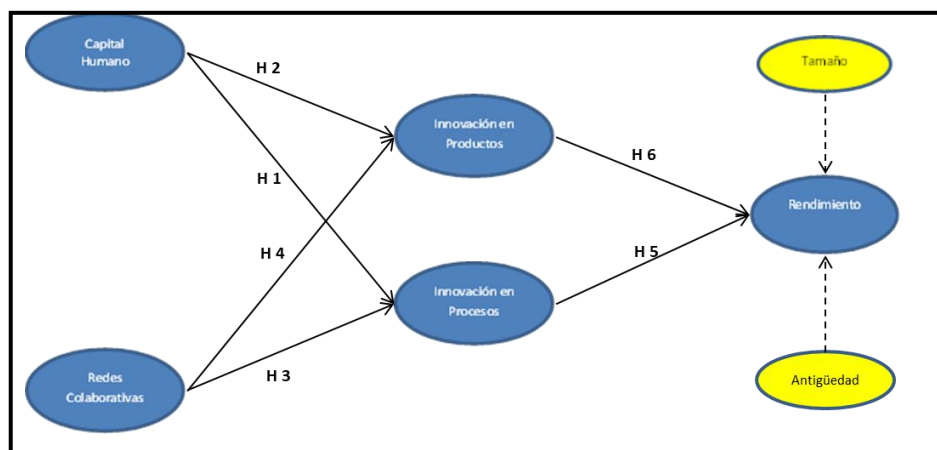 Capital
Humano
H 2
Tamaño
Innovación en
Productos
H 6
H 1
Rendimiento
H 4
H 5
Innovación en
Procesos
H 3
Redes
Colaborativas
Antigüedad